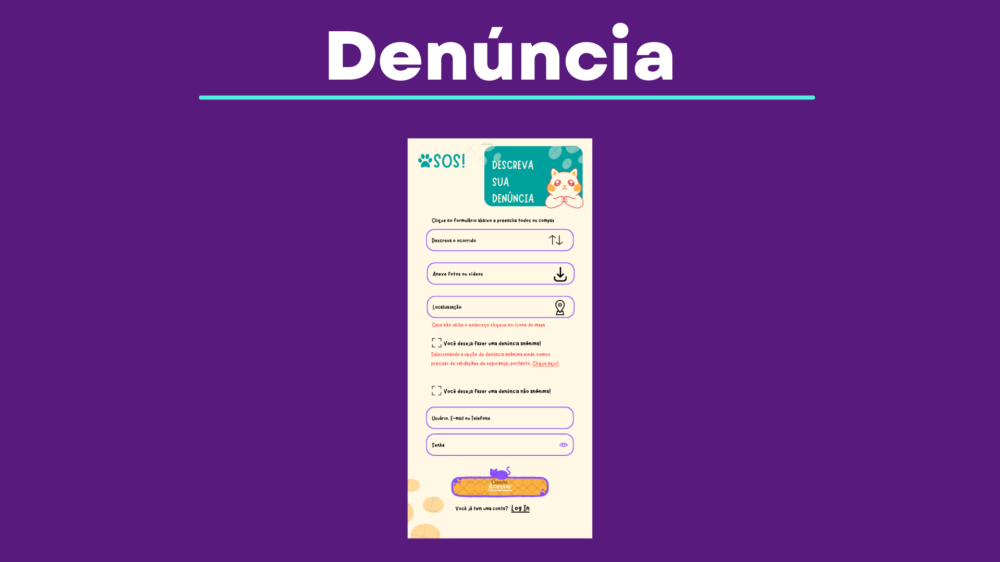 Denúncia
SOS!
DESCREVA
SUA
DENÚNCIA
Clique no formulário abaixo e preencha todos os compas
Descreva o ocorrido
Anexe fotos ou vídeos
Localizazação
Caso não saíba o endereço cliqeue no ícone do mapa.
Você deseja fazer uma denúncia anônima!
Selecionando a opção de denúncia anônima ainda iremos
precisar de validações de segurança, portanto. Clique aqui!
Você deseja fazer uma denúncia não anônima!
Usuário, E-mail ou Telefone
Senha
Canva
Acessar
Você já tem uma conta? Log In